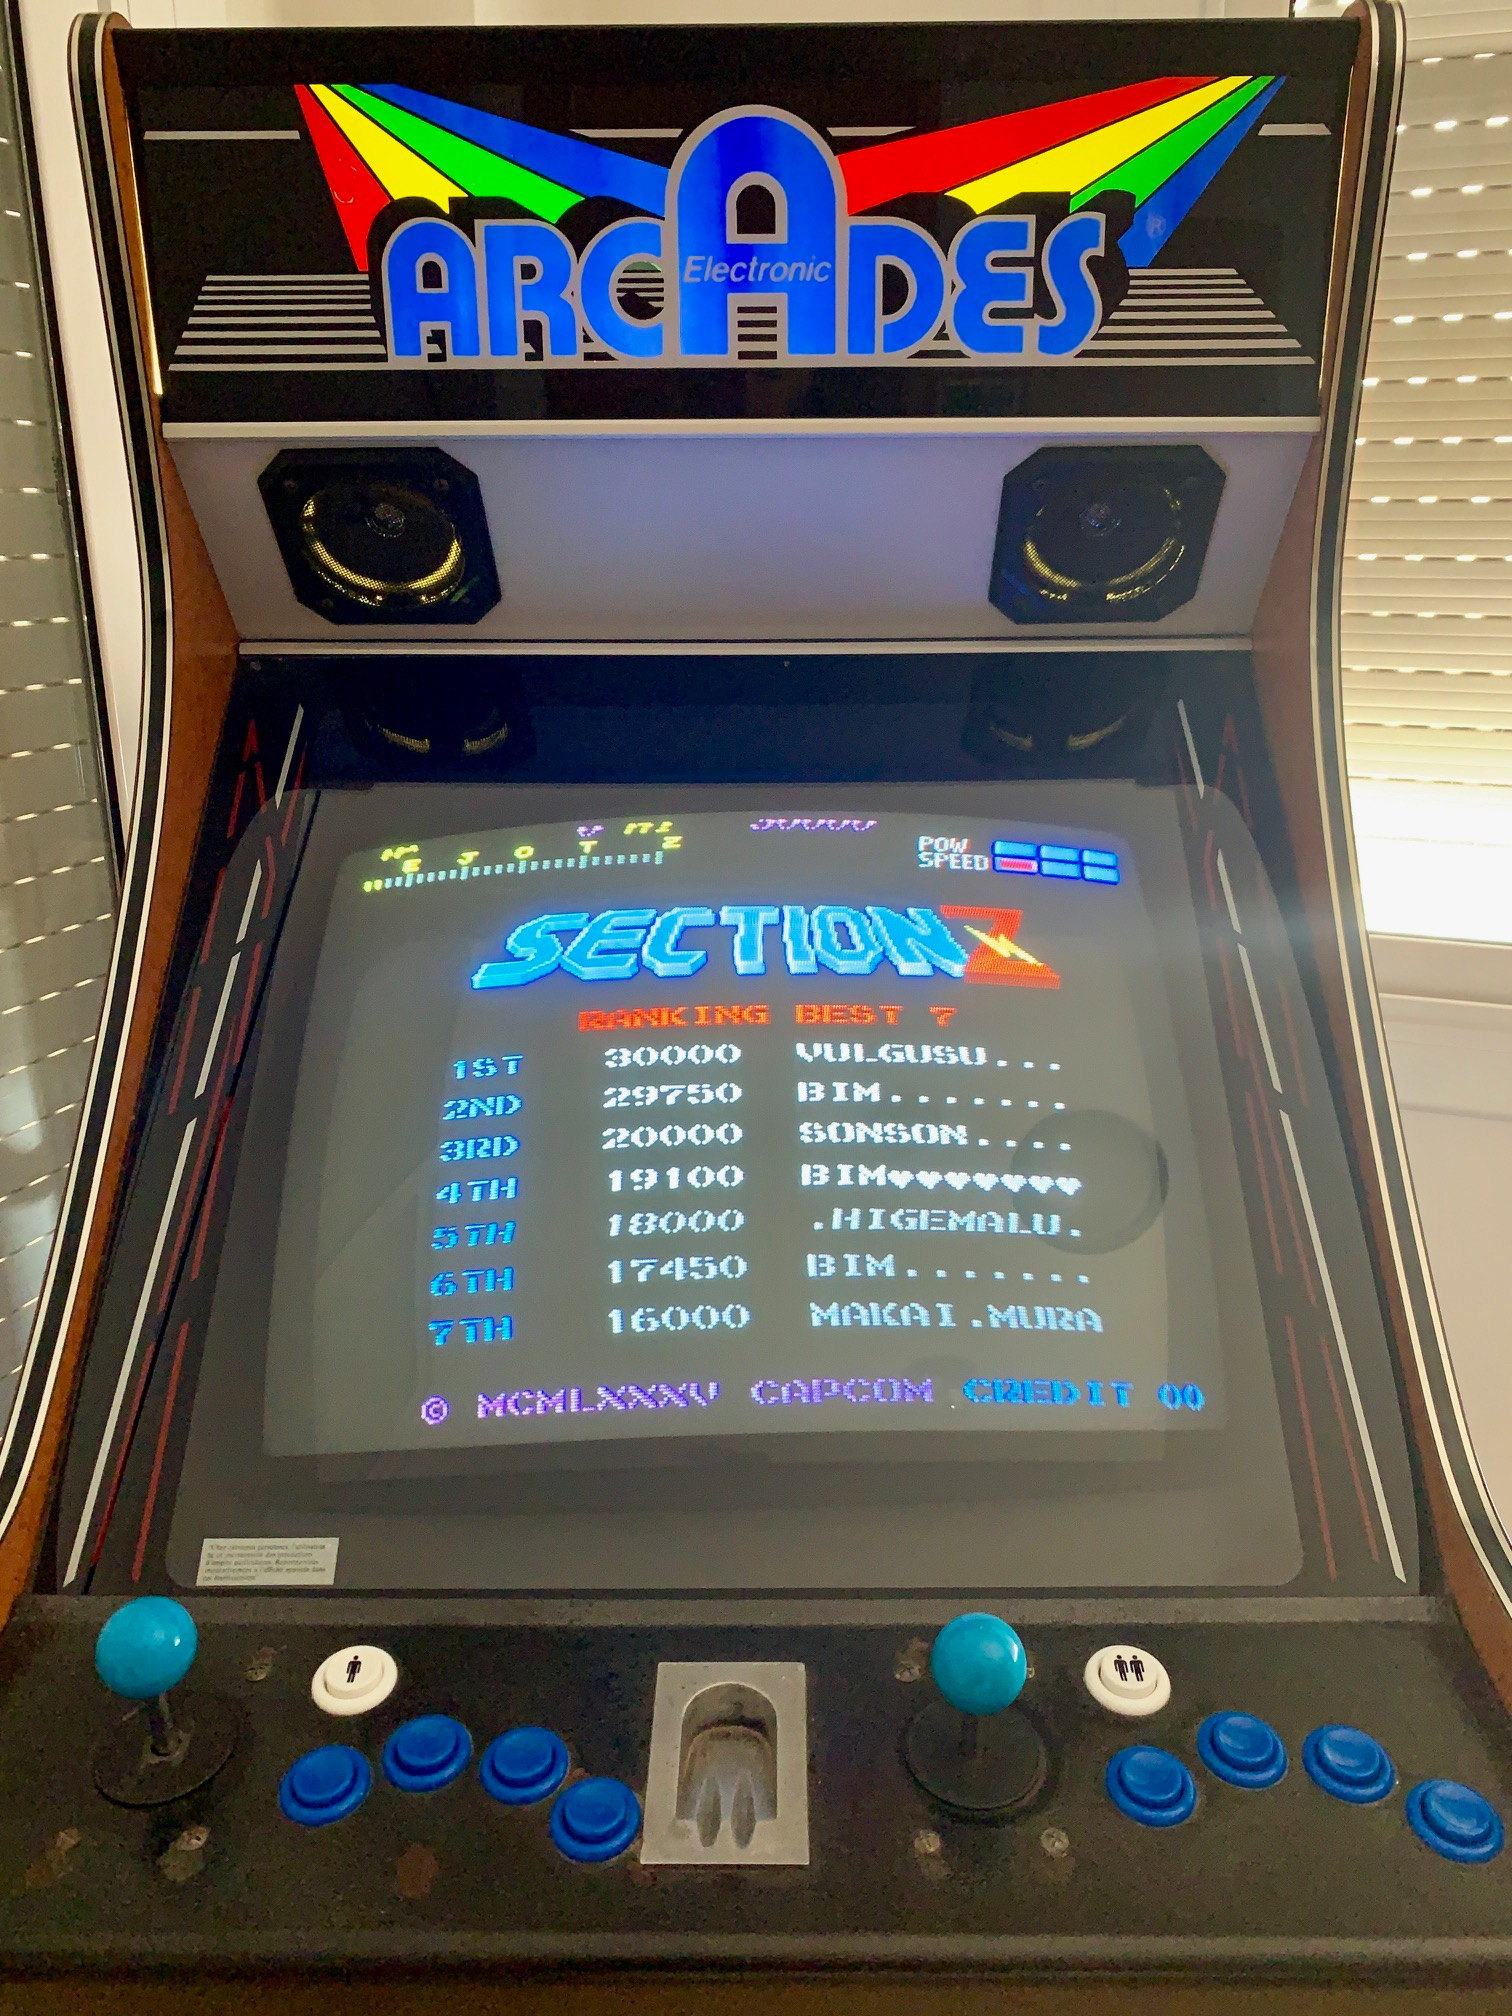 ARCADES
Electronic
®
30000
E J O T Z
POW
SPEED
SECTION Z
RANKING BEST 7
1ST 30000 VULGUSU...
2ND 29750 BIM.......
3RD 20000 SONSON....
4TH 19100 BIM♥♥♥♥♥♥♥
5TH 18000 .HIGEMALU.
6TH 17450 BIM.......
7TH 16000 MAKAI.MURA
© MCMLXXXV CAPCOM CREDIT 00